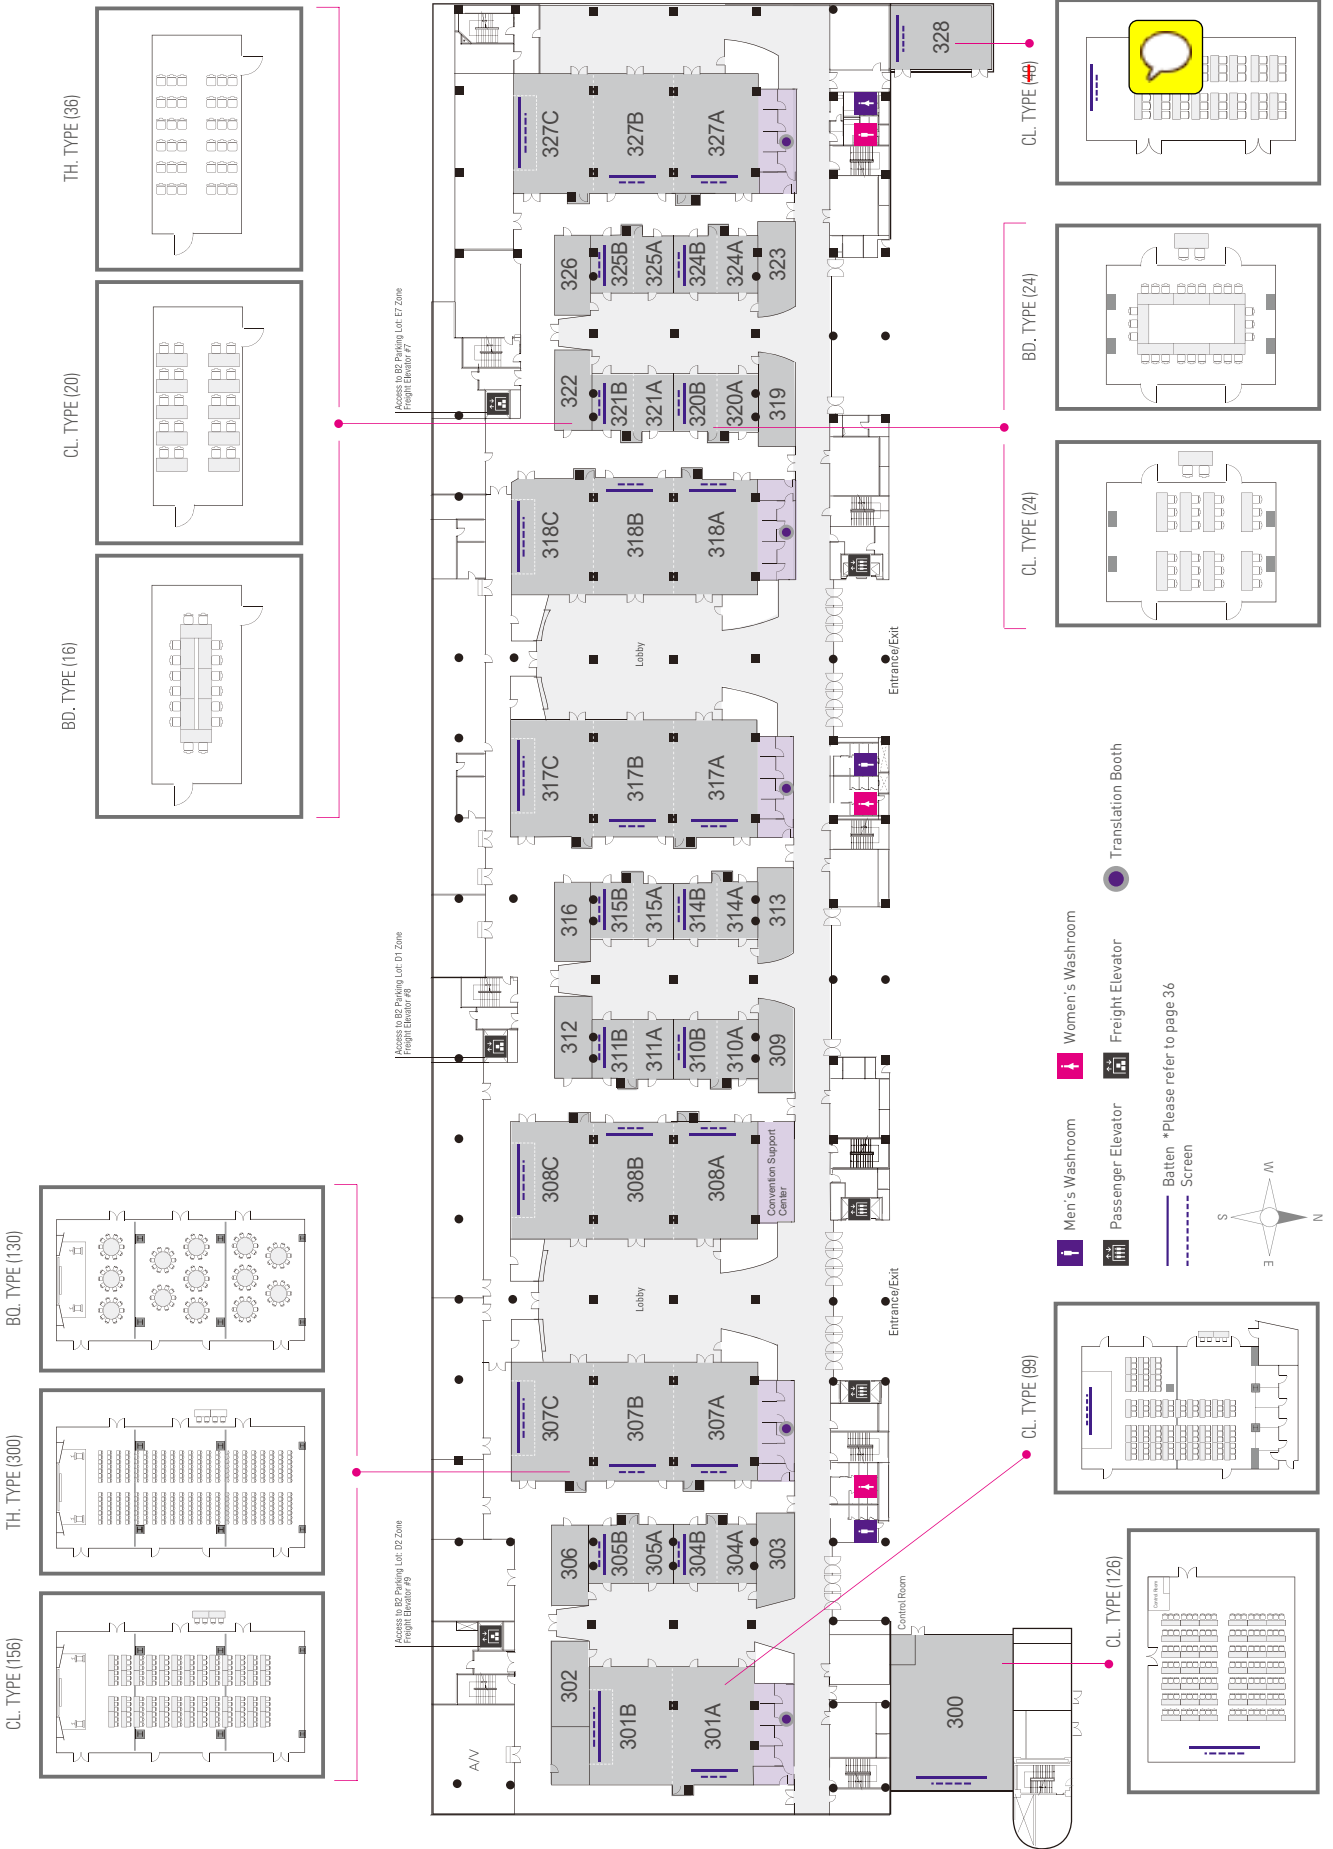 TH. TYPE (36)
CL. TYPE (20)
BD. TYPE (16)
BQ. TYPE (130)
TH. TYPE (300)
CL. TYPE (156)
Access to B2 Parking Lot: E7 Zone
Freight Elevator #7
Access to B2 Parking Lot: D1 Zone
Freight Elevator #8
Access to B2 Parking Lot: D2 Zone
Freight Elevator #9
A/V
328
327C
327B
327A
326
325B
325A
324B
324A
323
322
321B
321A
320B
320A
319
318C
318B
318A
Lobby
Entrance/Exit
317C
317B
317A
316
315B
315A
314B
314A
313
312
311B
311A
310B
310A
309
308C
308B
308A
Convention Support
Center
Lobby
Entrance/Exit
307C
307B
307A
306
305B
305A
304B
304A
303
302
301B
301A
Control Room
300
CL. TYPE (40)
BD. TYPE (24)
CL. TYPE (24)
CL. TYPE (99)
CL. TYPE (126)
Control Room
Men's Washroom
Women's Washroom
Passenger Elevator
Freight Elevator
Translation Booth
Batten *Please refer to page 36
Screen
S
W
E
N